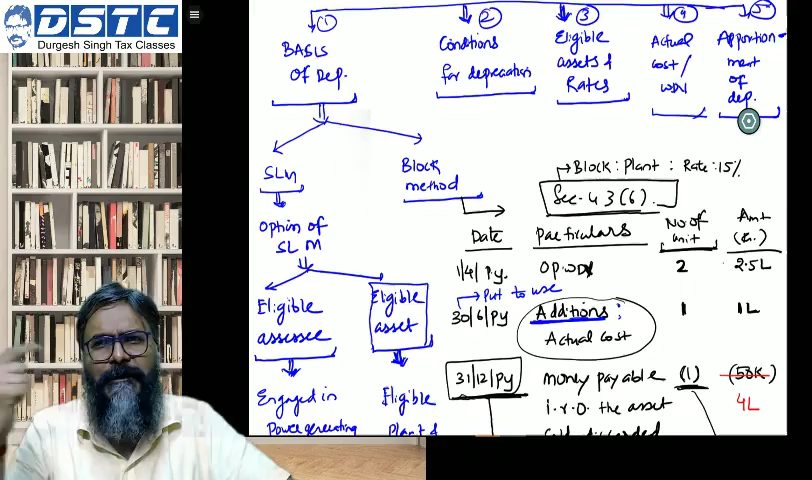 DSTC
Durgesh Singh Tax Classes
①
BASIS
Of Dep.
②
Conditions
for depreciation
③
Eligible
assets &
Rates
④
Actual
cost/
WDV
⑤
Apportion-
ment
of
dep.
SLM
Option of
SLM
Eligible
assessee
Engaged in
Power generating
Eligible
asset
Eligible
Plant &
Block
method
Block : Plant : Rate : 15%
Sec-43(6).
Date
Particulars
No of
unit
Amt
1/4/Py.
Op.WDV
2
2.5L
Put to use
30/6/Py
Additions :
1
1L
Actual cost
31/12/Py
money payable
(1)
(50K)
i.r.o. the asset
4L